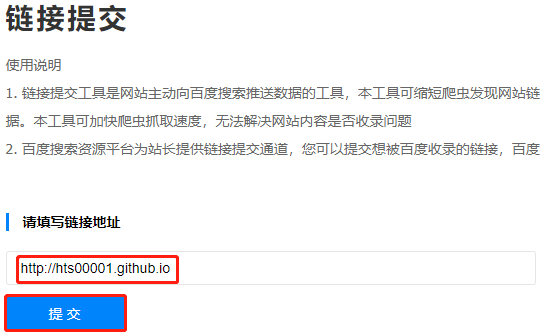 链接提交
使用说明
1. 链接提交工具是网站主动向百度搜索推送数据的工具，本工具可缩短爬虫发现网站链
据。本工具可加快爬虫抓取速度，无法解决网站内容是否收录问题
2. 百度搜索资源平台为站长提供链接提交通道，您可以提交想被百度收录的链接，百度
请填写链接地址
http://hts00001.github.io
提 交